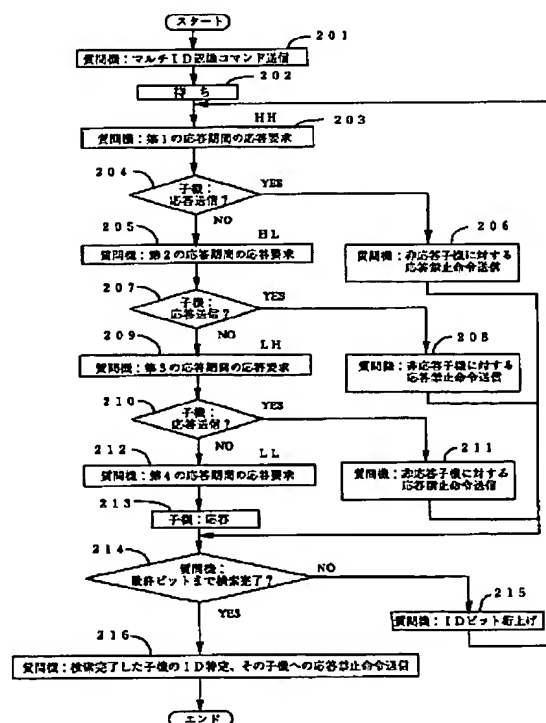 スタート
201
質問機：マルチID認識コマンド送信
202
待ち
HH
203
質問機：第1の応答期間の応答要求
204
子機：
応答送信？
YES
NO
205
HL
206
質問機：第2の応答期間の応答要求
質問機：非応答子機に対する
応答禁止命令送信
207
子機：
応答送信？
YES
NO
209
LH
208
質問機：第3の応答期間の応答要求
質問機：非応答子機に対する
応答禁止命令送信
210
子機：
応答送信？
YES
NO
212
LL
211
質問機：第4の応答期間の応答要求
質問機：非応答子機に対する
応答禁止命令送信
213
子機：応答
214
質問機：
最終ビットまで検索完了？
NO
YES
215
質問機：IDビット桁上げ
216
質問機：検索完了した子機のID特定、その子機への応答禁止命令送信
エンド